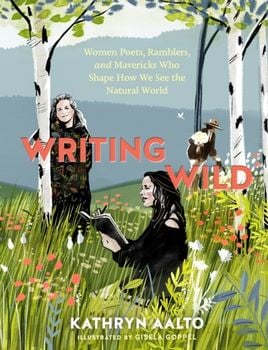 Women Poets, Ramblers,
and Mavericks Who
Shape How We See the
Natural World
WRITING
WILD
KATHRYN AALTO
ILLUSTRATED BY GISELA GOPPEL